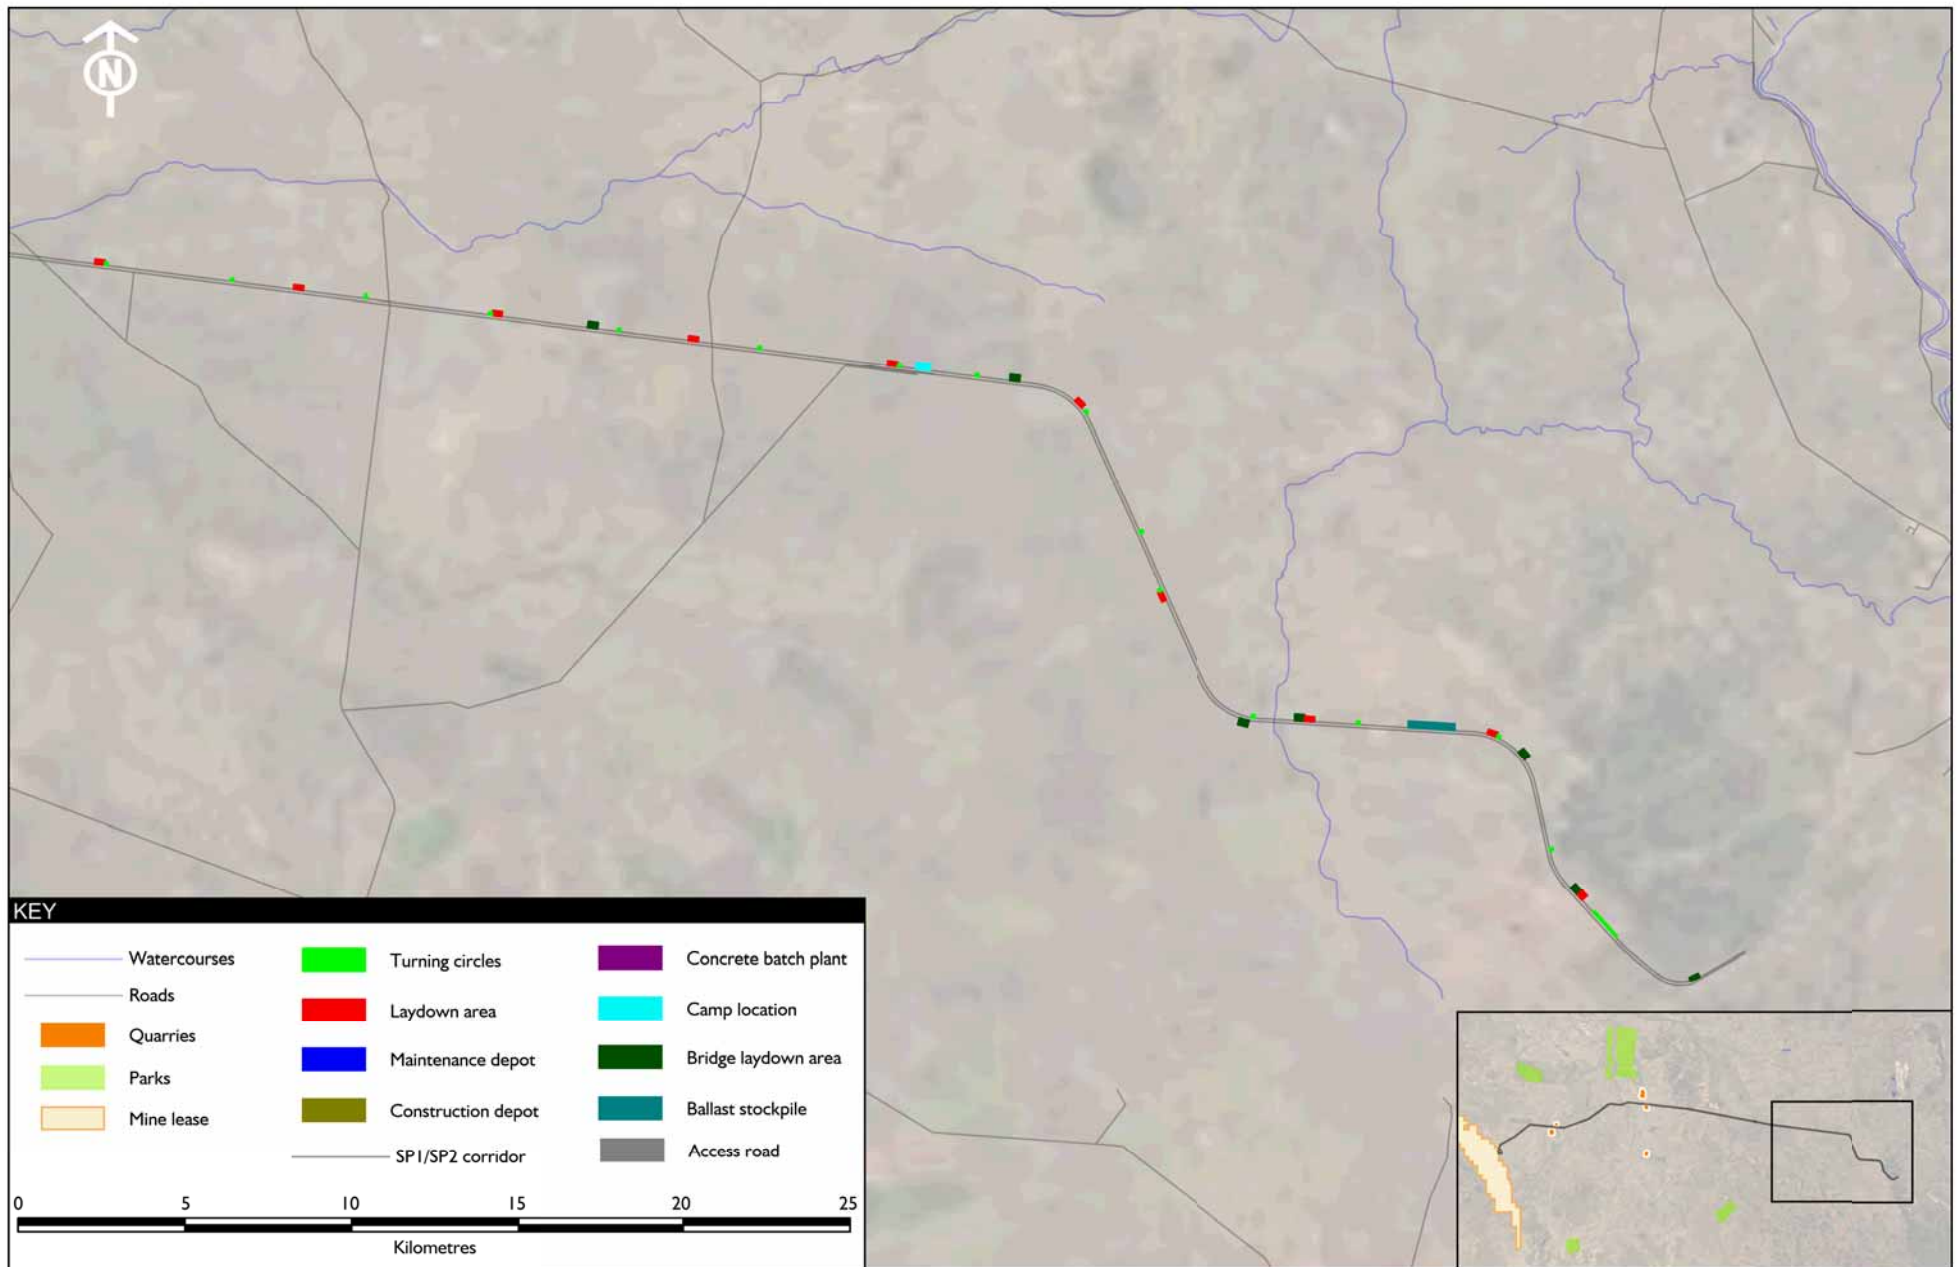 N
KEY
Watercourses
Roads
Quarries
Parks
Mine lease
Turning circles
Laydown area
Maintenance depot
Construction depot
SP1/SP2 corridor
Concrete batch plant
Camp location
Bridge laydown area
Ballast stockpile
Access road
0 5 10 15 20 25
Kilometres